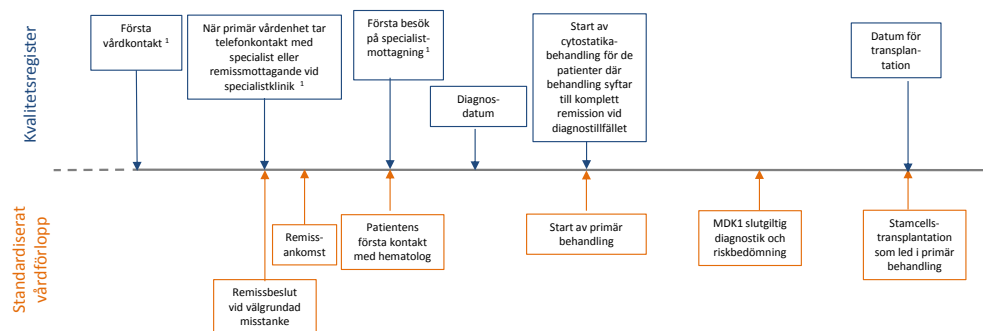 Kvalitetsregister
Första
vårdkontakt ¹
När primär vårdenhet tar
telefonkontakt med
specialist eller
remissmottagande vid
specialistklinik ¹
Första besök
på specialist-
mottagning ¹
Diagnos-
datum
Start av
cytostatika-
behandling för de
patienter där
behandling syftar
till komplett
remission vid
diagnostillfället
Datum för
transplan-
tation
Standardiserat
vårdförlopp
Remissbeslut
vid välgrundad
misstanke
Remiss-
ankomst
Patientens
första kontakt
med hematolog
Start av primär
behandling
MDK1 slutgiltig
diagnostik och
riskbedömning
Stamcells-
transplantation
som led i primär
behandling